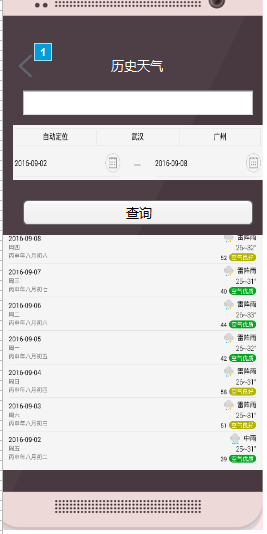 1
历史天气
自动定位 武汉 广州
2016-09-02 — 2016-09-08
查询
2016-09-08 雷阵雨
周四 25~32°
丙申年八月初八 52 空气良好
2016-09-07 雷阵雨
周三 25~31°
丙申年八月初七 40 空气优质
2016-09-06 雷阵雨
周二 25~33°
丙申年八月初六 44 空气优质
2016-09-05 雷阵雨
周一 25~31°
丙申年八月初五 42 空气优质
2016-09-04 雷阵雨
周日 25~31°
丙申年八月初四 56 空气良好
2016-09-03 雷阵雨
周六 25~31°
丙申年八月初三 51 空气良好
2016-09-02 中雨
周五 25~31°
丙申年八月初二 39 空气优质